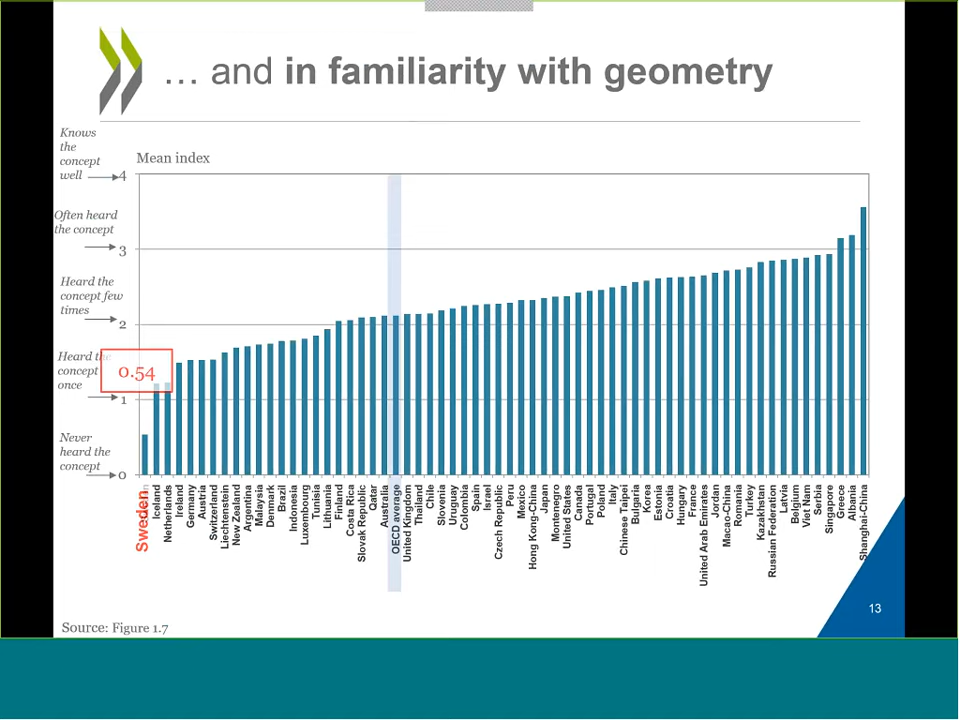 … and in familiarity with geometry
Knows
the
concept
well
Mean index
4
Often heard
the concept
3
Heard the
concept few
times
2
Heard the
concept
once
0.54
1
Never
heard the
concept
0
Sweden
Iceland
Netherlands
Ireland
Germany
Austria
Switzerland
Liechtenstein
New Zealand
Argentina
Malaysia
Denmark
Brazil
Indonesia
Luxembourg
Tunisia
Lithuania
Finland
Costa Rica
Slovak Republic
Qatar
Australia
OECD average
United Kingdom
Thailand
Chile
Slovenia
Uruguay
Colombia
Spain
Israel
Czech Republic
Peru
Mexico
Hong Kong-China
Japan
Montenegro
United States
Canada
Portugal
Poland
Italy
Chinese Taipei
Bulgaria
Korea
Estonia
Croatia
Hungary
France
United Arab Emirates
Jordan
Macao-China
Romania
Turkey
Kazakhstan
Russian Federation
Latvia
Belgium
Viet Nam
Serbia
Singapore
Greece
Albania
Shanghai-China
13
Source: Figure 1.7